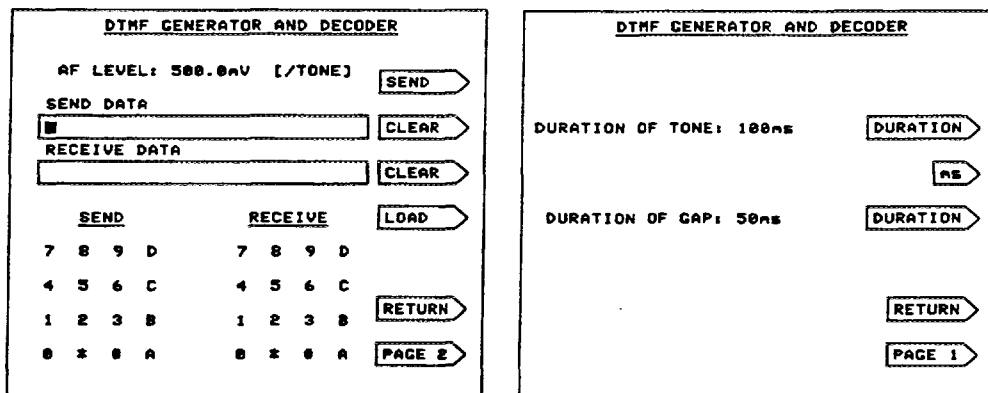 DTMF GENERATOR AND DECODER
AF LEVEL: 500.0mV [/TONE]
SEND
SEND DATA
CLEAR
RECEIVE DATA
CLEAR
SEND RECEIVE LOAD
7 8 9 D 7 8 9 D
4 5 6 C 4 5 6 C
1 2 3 B 1 2 3 B RETURN
0 * # A 0 * # A PAGE 2
DTMF GENERATOR AND DECODER
DURATION OF TONE: 100ms DURATION
ms
DURATION OF GAP: 50ms DURATION
RETURN
PAGE 1